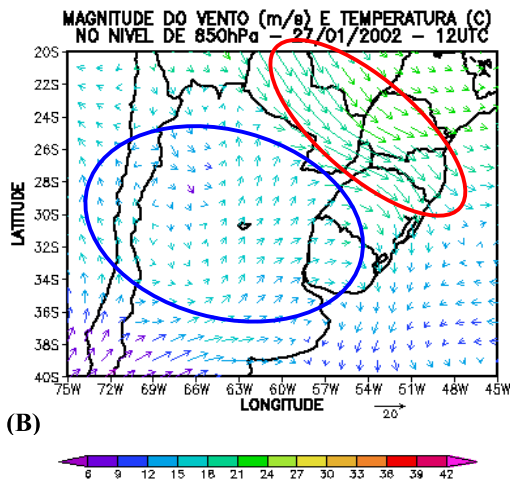 MAGNITUDE DO VENTO (m/s) E TEMPERATURA (C)
NO NIVEL DE 850hPa - 27/01/2002 - 12UTC
20S
22S
24S
26S
28S
30S
32S
34S
36S
38S
40S
LATITUDE
75W 72W 69W 66W 63W 60W 57W 54W 51W 48W 45W
LONGITUDE
20
(B)
6 9 12 15 18 21 24 27 30 33 36 39 42